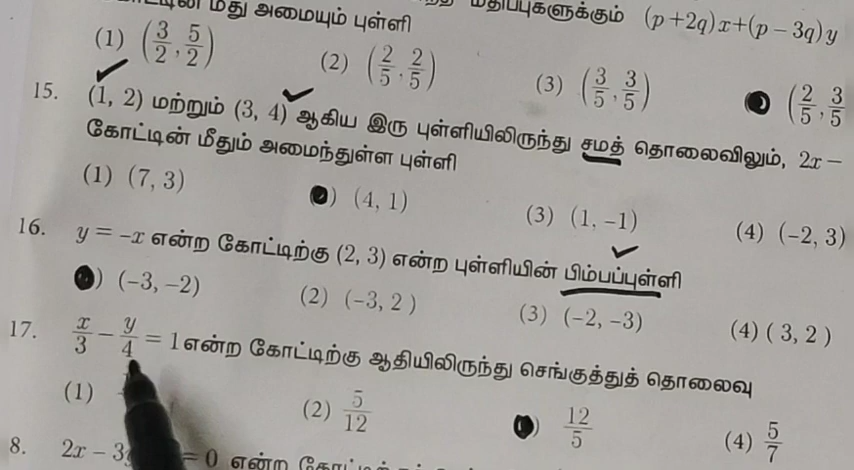 மீது அமையும் புள்ளி மதிப்புகளுக்கும் (p+2q)x+(p−3q)y
(1) (3/2, 5/2) (2) (2/5, 2/5) (3) (3/5, 3/5) (2/5, 3/5
15. (1, 2) மற்றும் (3, 4) ஆகிய இரு புள்ளியிலிருந்து சமத் தொலைவிலும், 2x −
கோட்டின் மீதும் அமைந்துள்ள புள்ளி
(1) (7, 3) ) (4, 1) (3) (1, −1) (4) (−2, 3)
16. y = −x என்ற கோட்டிற்கு (2, 3) என்ற புள்ளியின் பிம்பப்புள்ளி
) (−3, −2) (2) (−3, 2 ) (3) (−2, −3) (4) ( 3, 2 )
17. x/3 − y/4 = 1 என்ற கோட்டிற்கு ஆதியிலிருந்து செங்குத்துத் தொலைவு
(1) (2) 5/12 ) 12/5 (4) 5/7
8. 2x − 3 = 0 என்ற